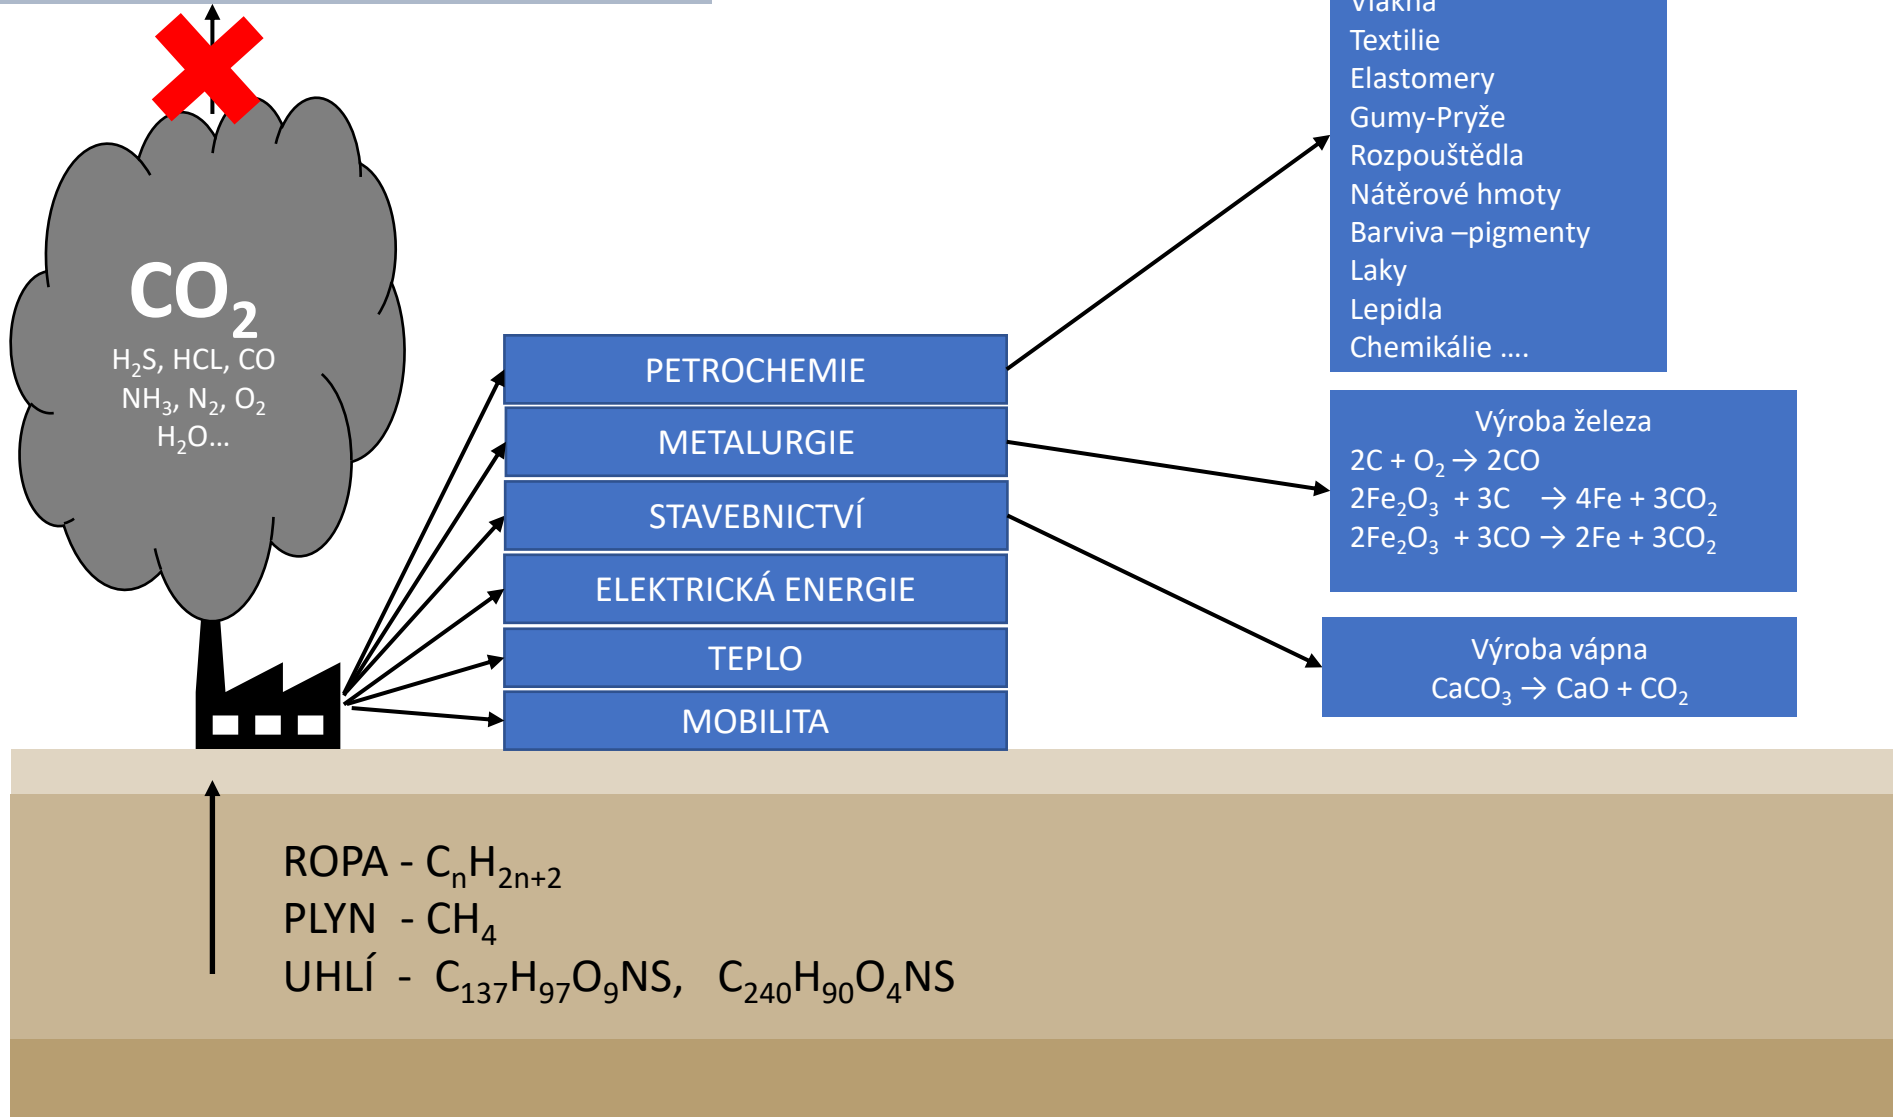 Vlákna
Textilie
Elastomery
Gumy-Pryže
Rozpouštědla
Nátěrové hmoty
Barviva –pigmenty
Laky
Lepidla
Chemikálie ....
CO₂
H₂S, HCL, CO
NH₃, N₂, O₂
H₂O...
PETROCHEMIE
METALURGIE
STAVEBNICTVÍ
ELEKTRICKÁ ENERGIE
TEPLO
MOBILITA
Výroba železa
2C + O₂ → 2CO
2Fe₂O₃ + 3C → 4Fe + 3CO₂
2Fe₂O₃ + 3CO → 2Fe + 3CO₂
Výroba vápna
CaCO₃ → CaO + CO₂
ROPA - CₙH₂ₙ₊₂
PLYN - CH₄
UHLÍ - C₁₃₇H₉₇O₉NS, C₂₄₀H₉₀O₄NS